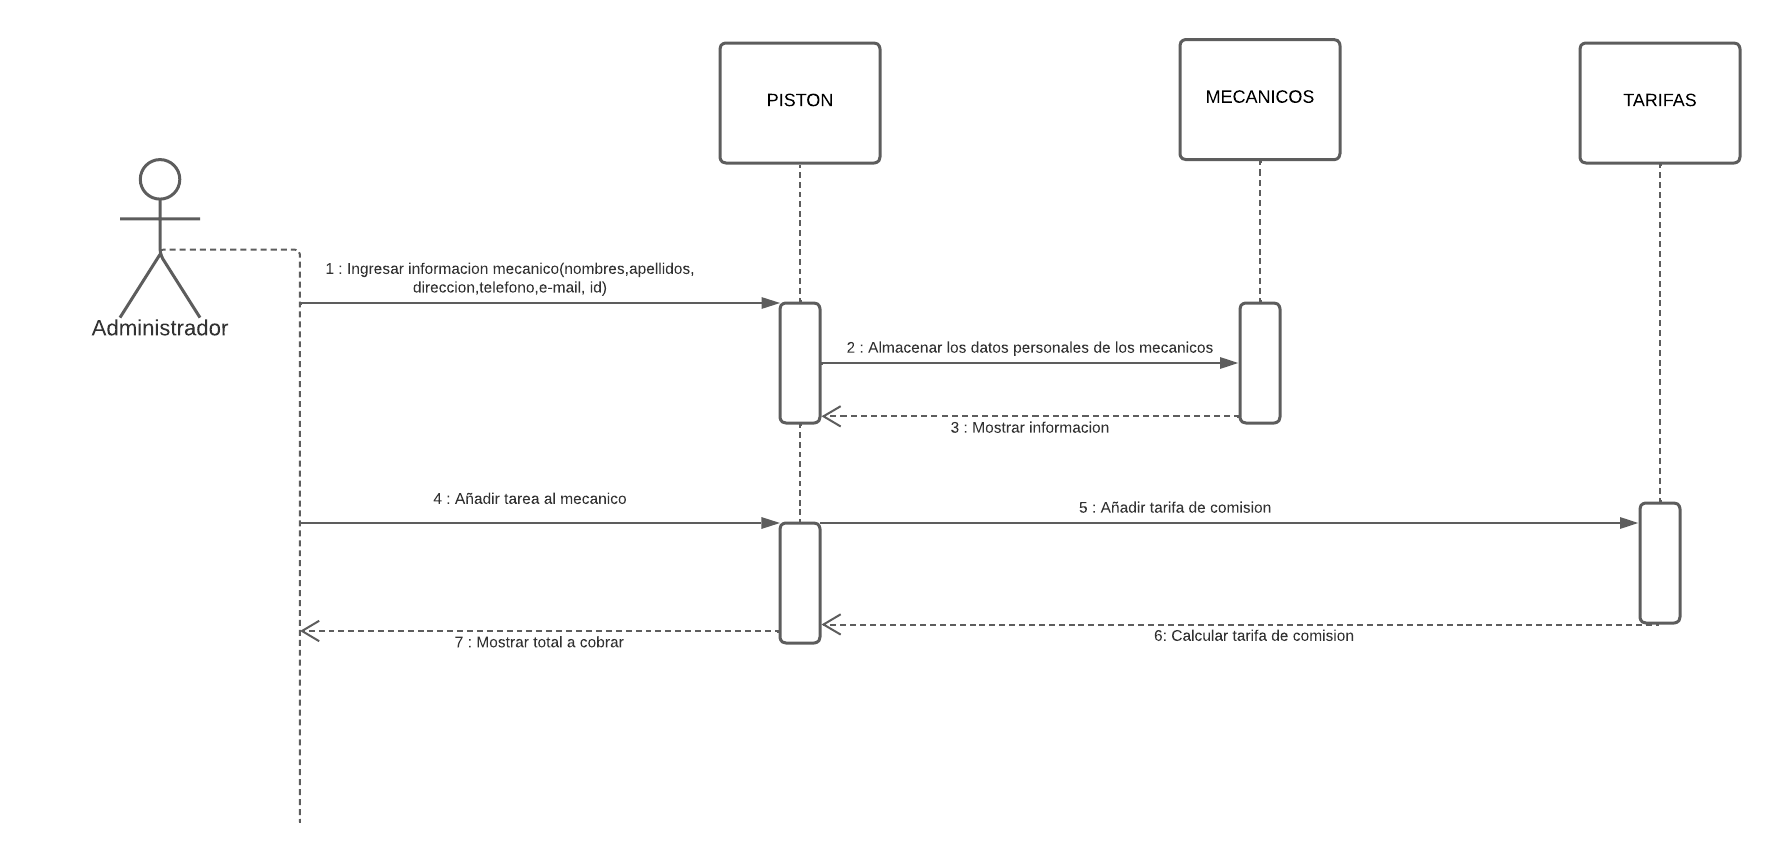 PISTON
MECANICOS
TARIFAS
Administrador
1 : Ingresar informacion mecanico(nombres,apellidos,
direccion,telefono,e-mail, id)
2 : Almacenar los datos personales de los mecanicos
3 : Mostrar informacion
4 : Añadir tarea al mecanico
5 : Añadir tarifa de comision
6: Calcular tarifa de comision
7 : Mostrar total a cobrar